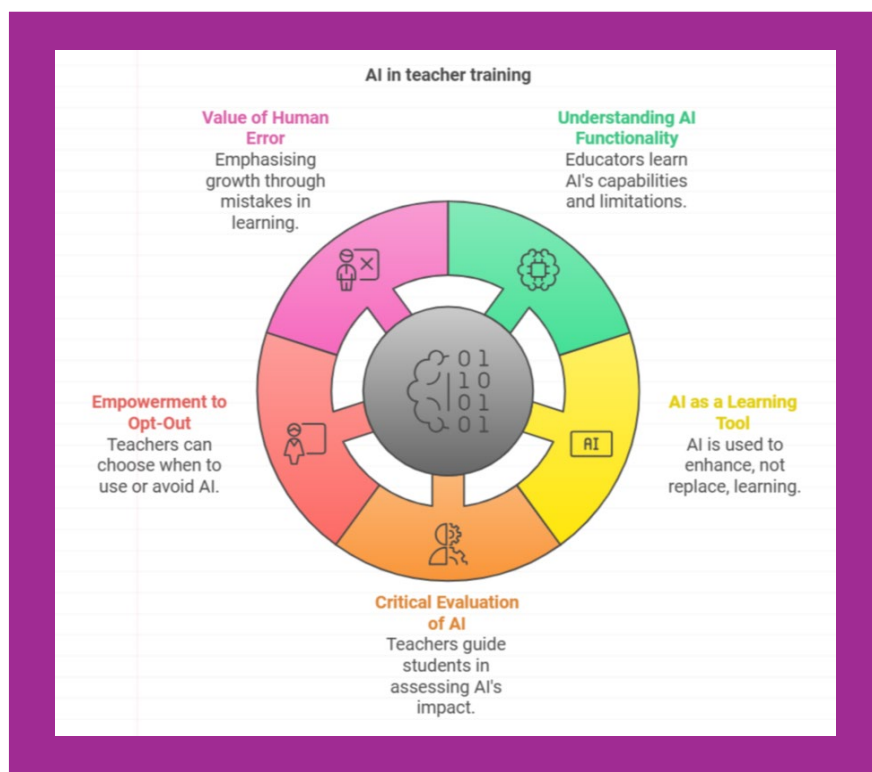 AI in teacher training
Value of Human
Error
Emphasising
growth through
mistakes in
learning.
Understanding AI
Functionality
Educators learn
AI's capabilities
and limitations.
01
10
01
01
Empowerment to
Opt-Out
Teachers can
choose when to
use or avoid AI.
AI as a Learning
Tool
AI is used to
enhance, not
replace, learning.
AI
Critical Evaluation
of AI
Teachers guide
students in
assessing AI's
impact.